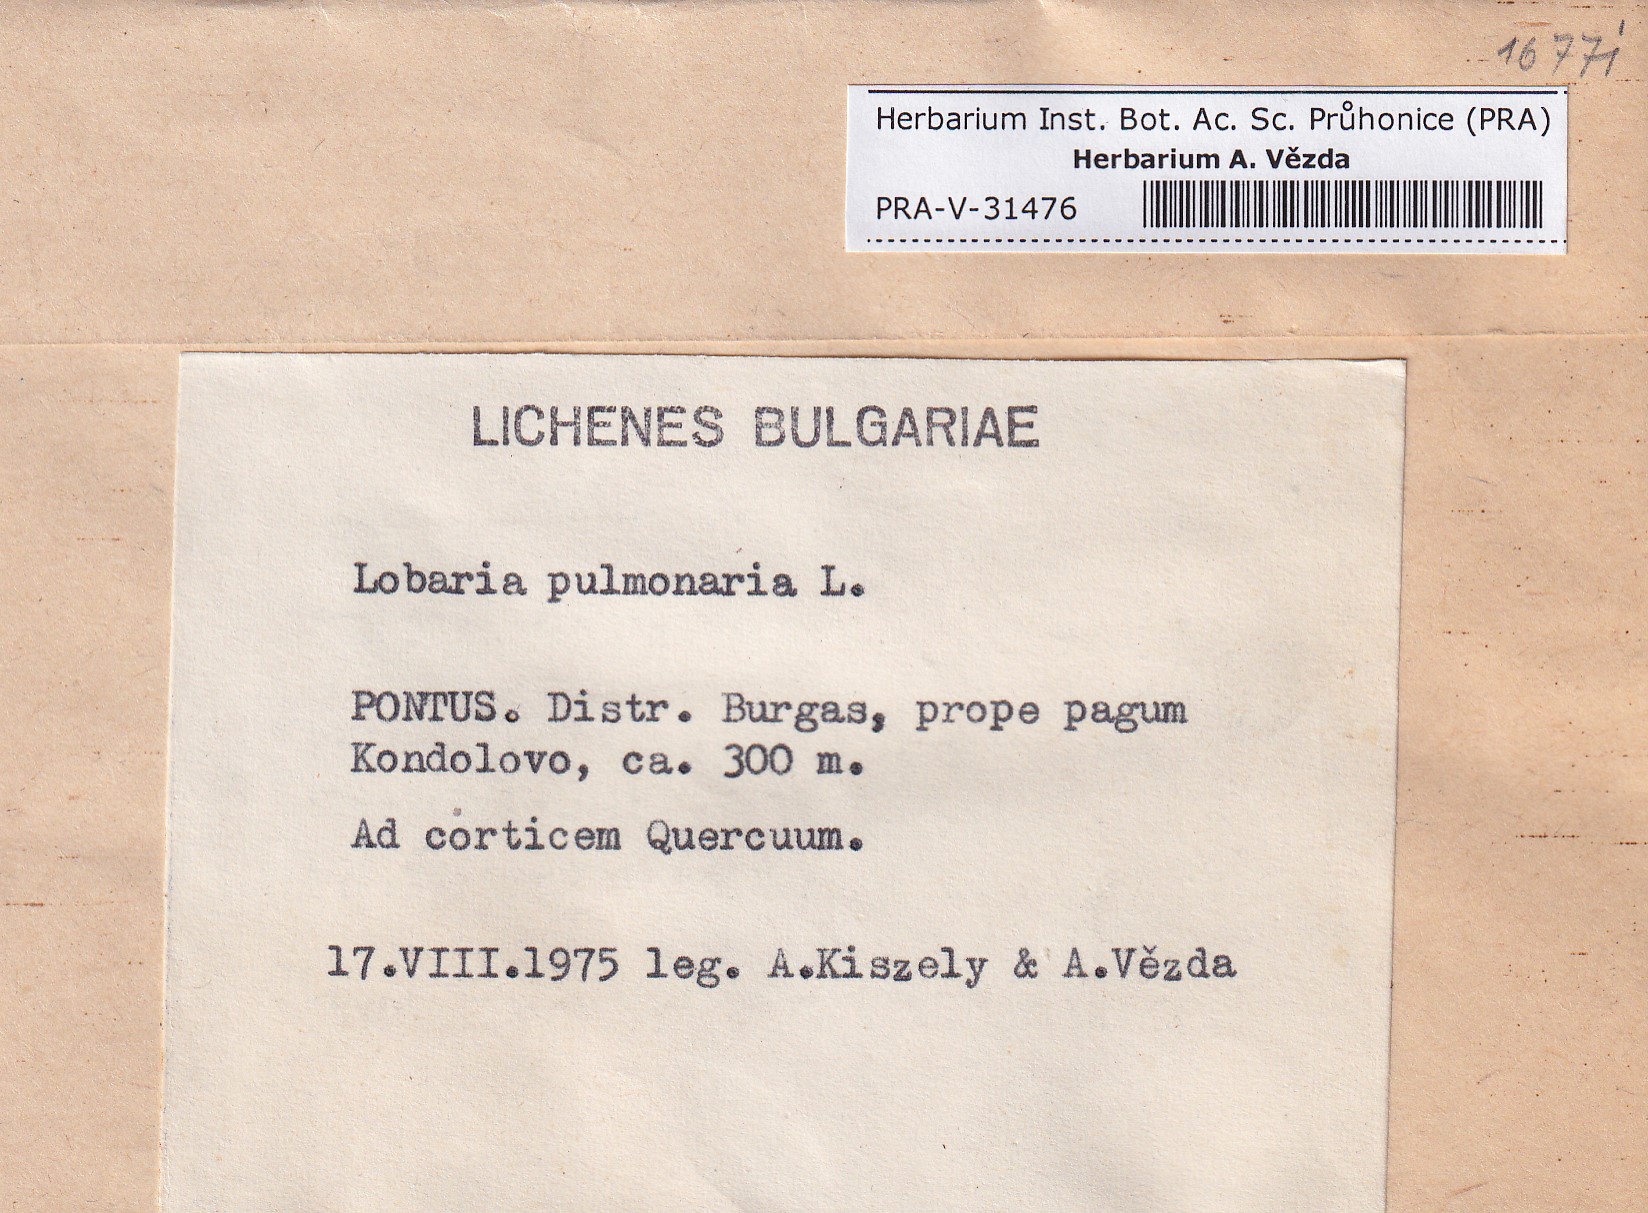 Herbarium Inst. Bot. Ac. Sc. Průhonice (PRA)
Herbarium A. Vězda
PRA-V-31476
LICHENES BULGARIAE
Lobaria pulmonaria L.
PONTUS. Distr. Burgas, prope pagum
Kondolovo, ca. 300 m.
Ad corticem Quercuum.
17.VIII.1975 leg. A.Kiszely & A.Vězda